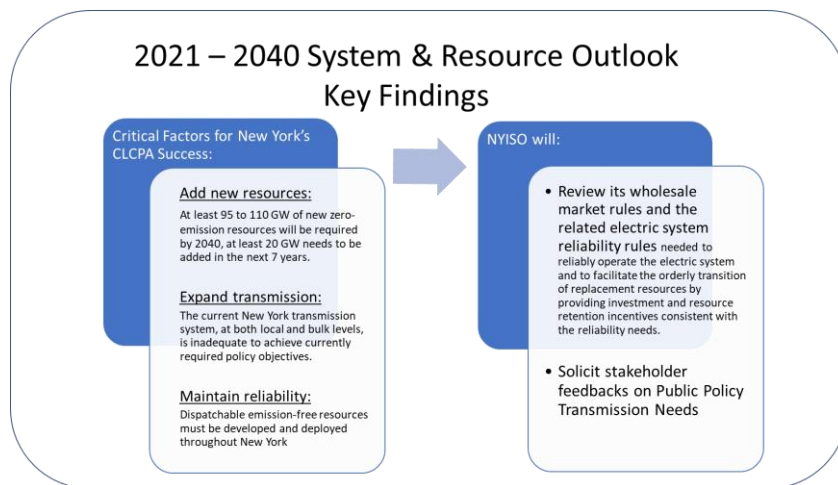 2021 – 2040 System & Resource Outlook
Key Findings
Critical Factors for New York's
CLCPA Success:
Add new resources:
At least 95 to 110 GW of new zero-
emission resources will be required
by 2040, at least 20 GW needs to be
added in the next 7 years.
Expand transmission:
The current New York transmission
system, at both local and bulk levels,
is inadequate to achieve currently
required policy objectives.
Maintain reliability:
Dispatchable emission-free resources
must be developed and deployed
throughout New York
NYISO will:
• Review its wholesale
market rules and the
related electric system
reliability rules needed to
reliably operate the electric system
and to facilitate the orderly transition
of replacement resources by
providing investment and resource
retention incentives consistent with
the reliability needs.
• Solicit stakeholder
feedbacks on Public Policy
Transmission Needs